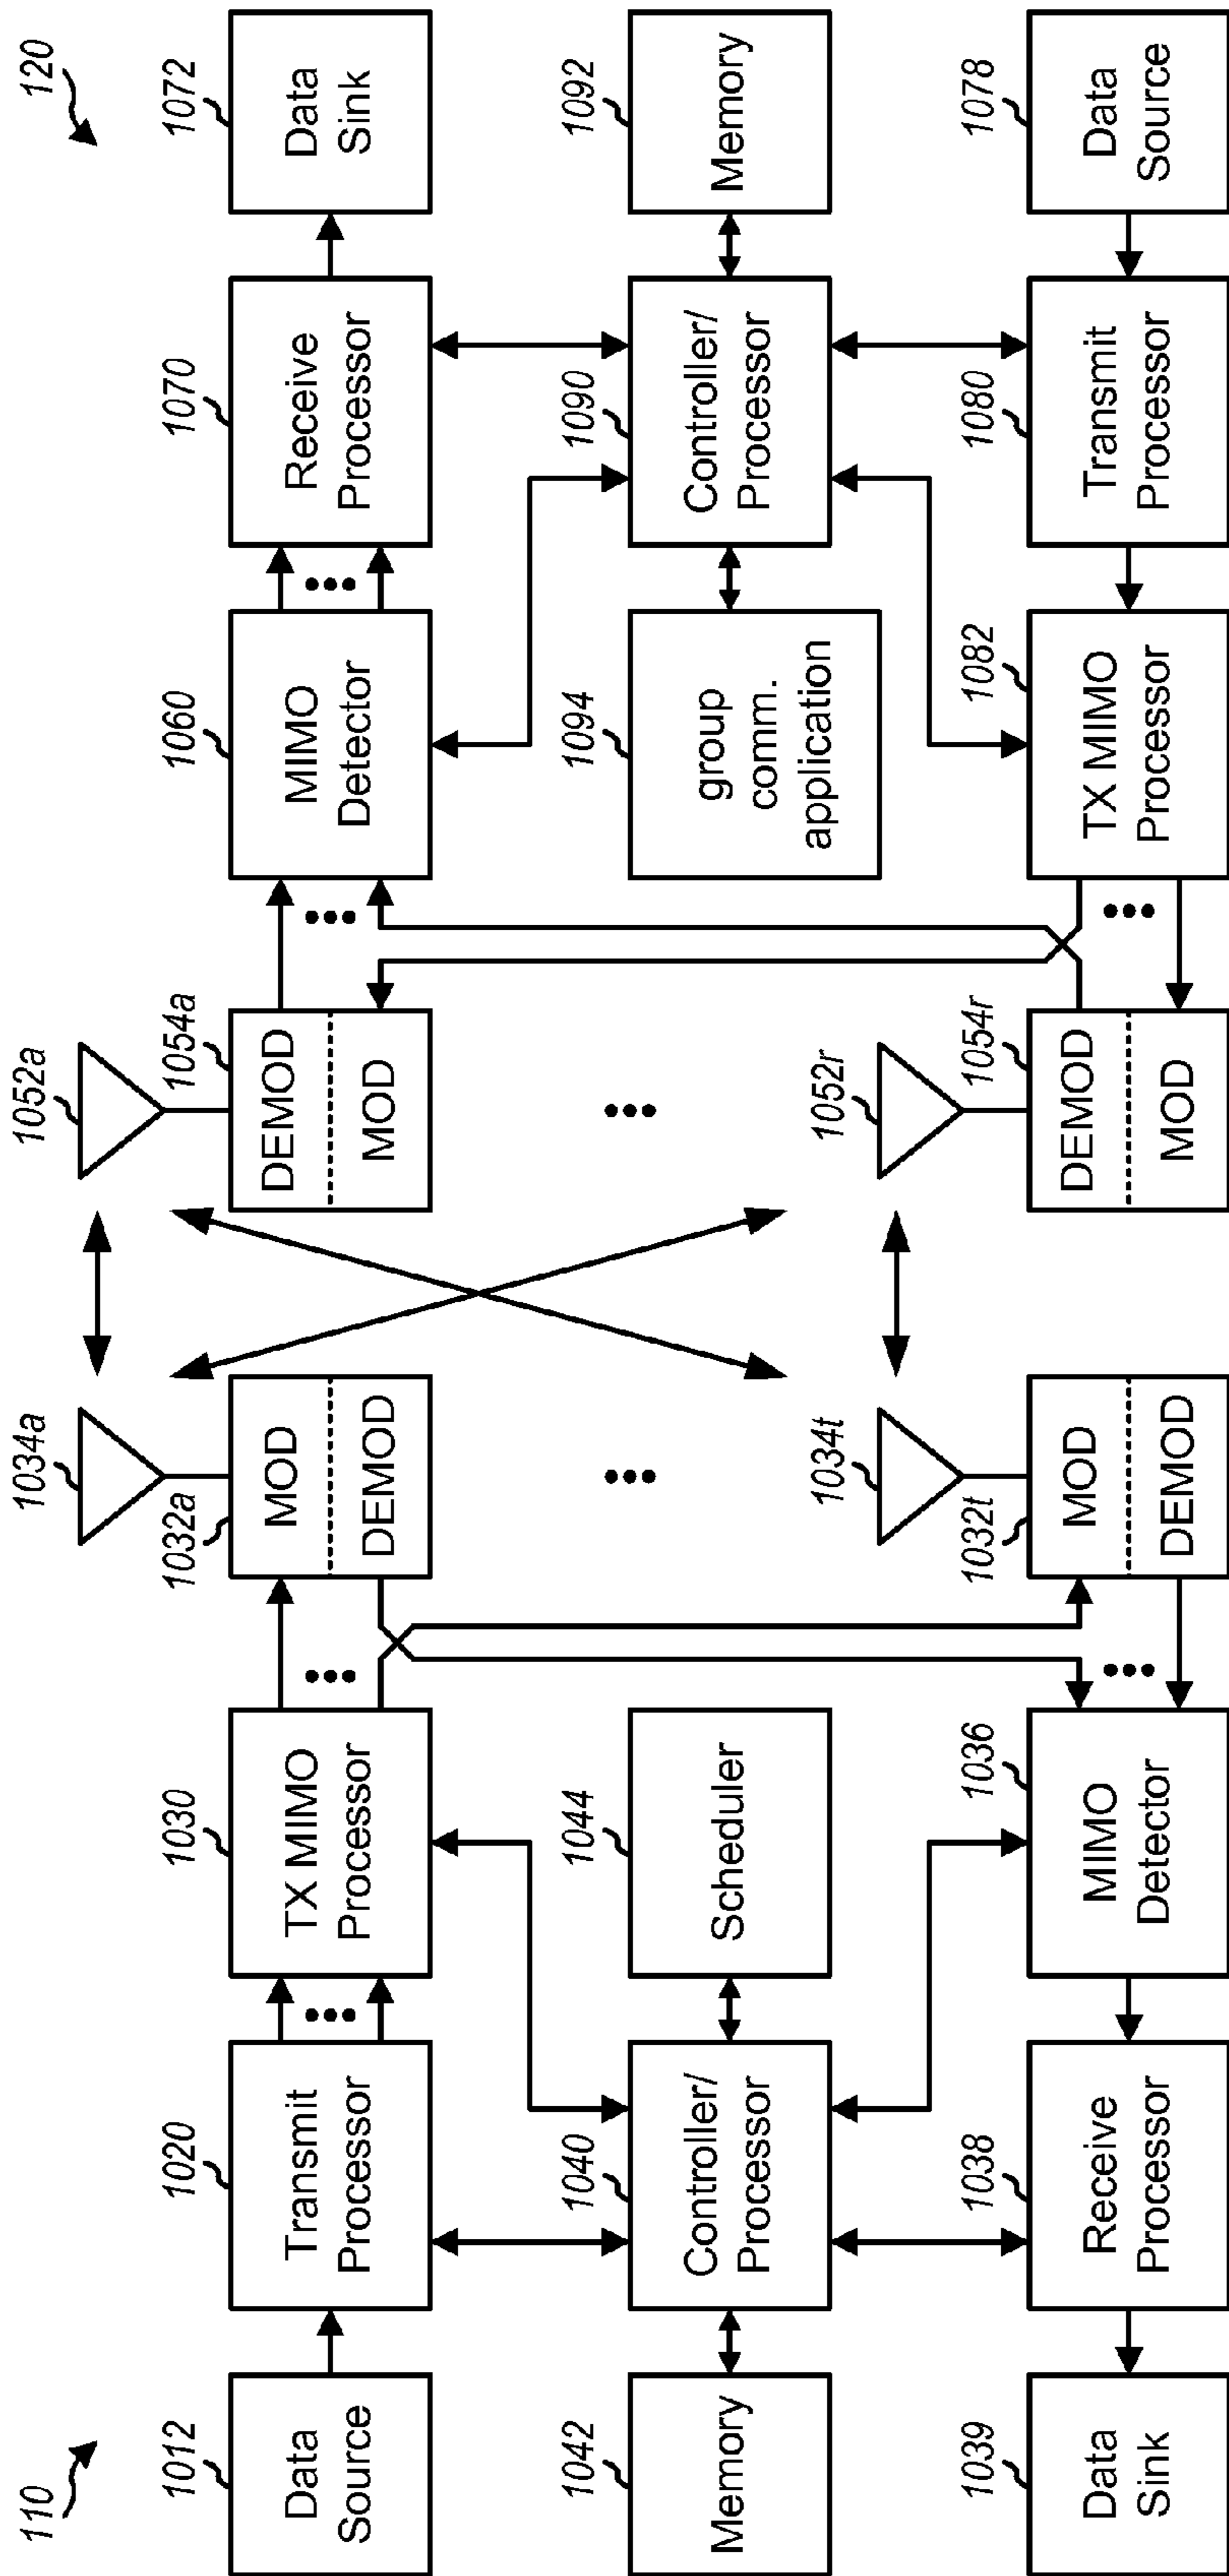 110
120
1034a
1052a
1012
1020
1030
1032a
1054a
1060
1070
1072
Data
Source
Transmit
Processor
TX MIMO
Processor
MOD
DEMOD
DEMOD
MOD
MIMO
Detector
Receive
Processor
Data
Sink
1042
1040
1044
1094
1090
1092
Memory
Controller/
Processor
Scheduler
group
comm.
application
Controller/
Processor
Memory
1034t
1052r
1039
1038
1036
1032t
1054r
1082
1080
1078
Data
Sink
Receive
Processor
MIMO
Detector
MOD
DEMOD
DEMOD
MOD
TX MIMO
Processor
Transmit
Processor
Data
Source